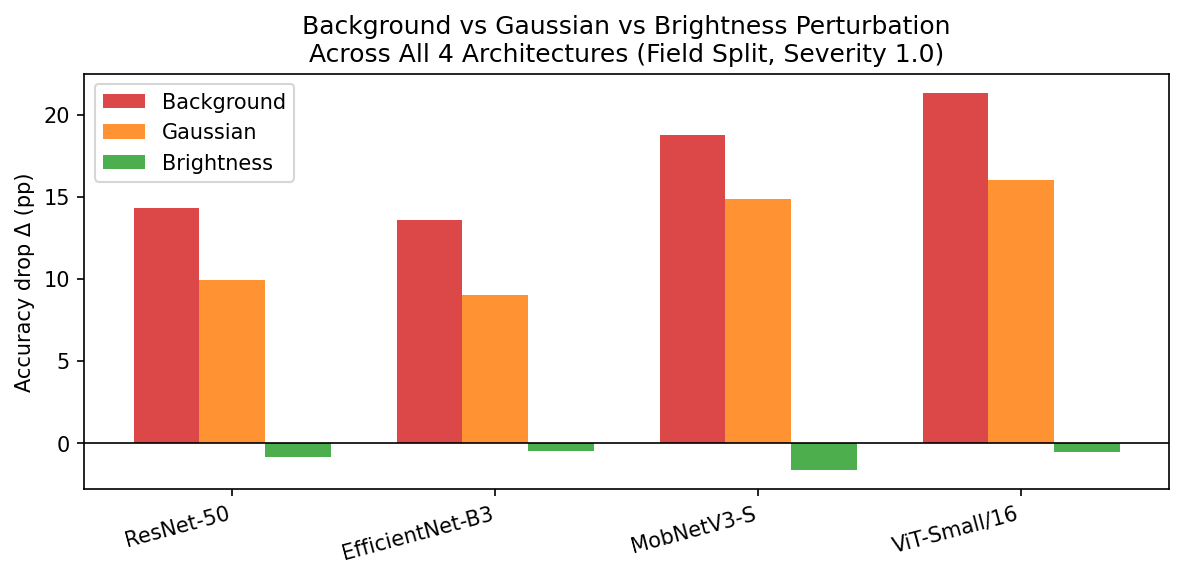 Background vs Gaussian vs Brightness Perturbation
Across All 4 Architectures (Field Split, Severity 1.0)
Background
Gaussian
Brightness
Accuracy drop Δ (pp)
20
15
10
5
0
ResNet-50
EfficientNet-B3
MobNetV3-S
ViT-Small/16